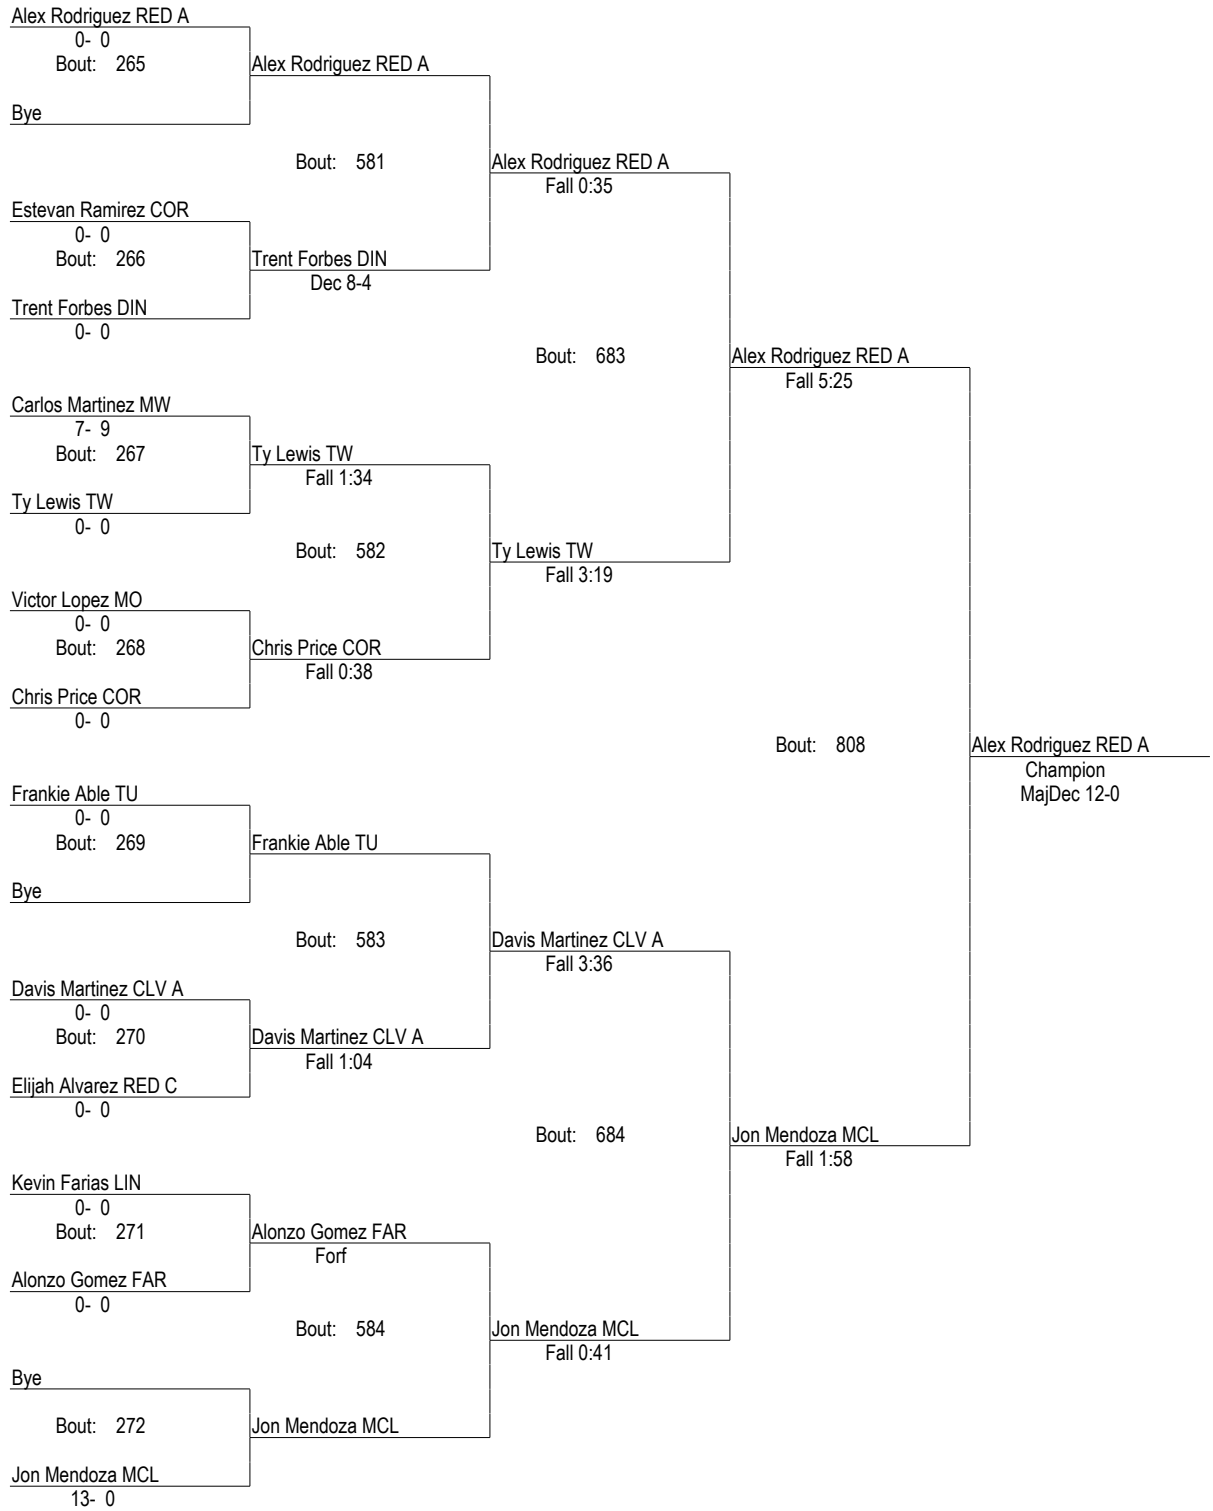 Alex Rodriguez RED A
0- 0
Bout: 265
Alex Rodriguez RED A
Bye
Bout: 581
Alex Rodriguez RED A
Fall 0:35
Estevan Ramirez COR
0- 0
Bout: 266
Trent Forbes DIN
Dec 8-4
Trent Forbes DIN
0- 0
Bout: 683
Alex Rodriguez RED A
Fall 5:25
Carlos Martinez MW
7- 9
Bout: 267
Ty Lewis TW
Fall 1:34
Ty Lewis TW
0- 0
Bout: 582
Ty Lewis TW
Fall 3:19
Victor Lopez MO
0- 0
Bout: 268
Chris Price COR
Fall 0:38
Chris Price COR
0- 0
Bout: 808
Alex Rodriguez RED A
Champion
MajDec 12-0
Frankie Able TU
0- 0
Bout: 269
Frankie Able TU
Bye
Bout: 583
Davis Martinez CLV A
Fall 3:36
Davis Martinez CLV A
0- 0
Bout: 270
Davis Martinez CLV A
Fall 1:04
Elijah Alvarez RED C
0- 0
Bout: 684
Jon Mendoza MCL
Fall 1:58
Kevin Farias LIN
0- 0
Bout: 271
Alonzo Gomez FAR
Forf
Alonzo Gomez FAR
0- 0
Bout: 584
Jon Mendoza MCL
Fall 0:41
Bye
Bout: 272
Jon Mendoza MCL
Jon Mendoza MCL
13- 0